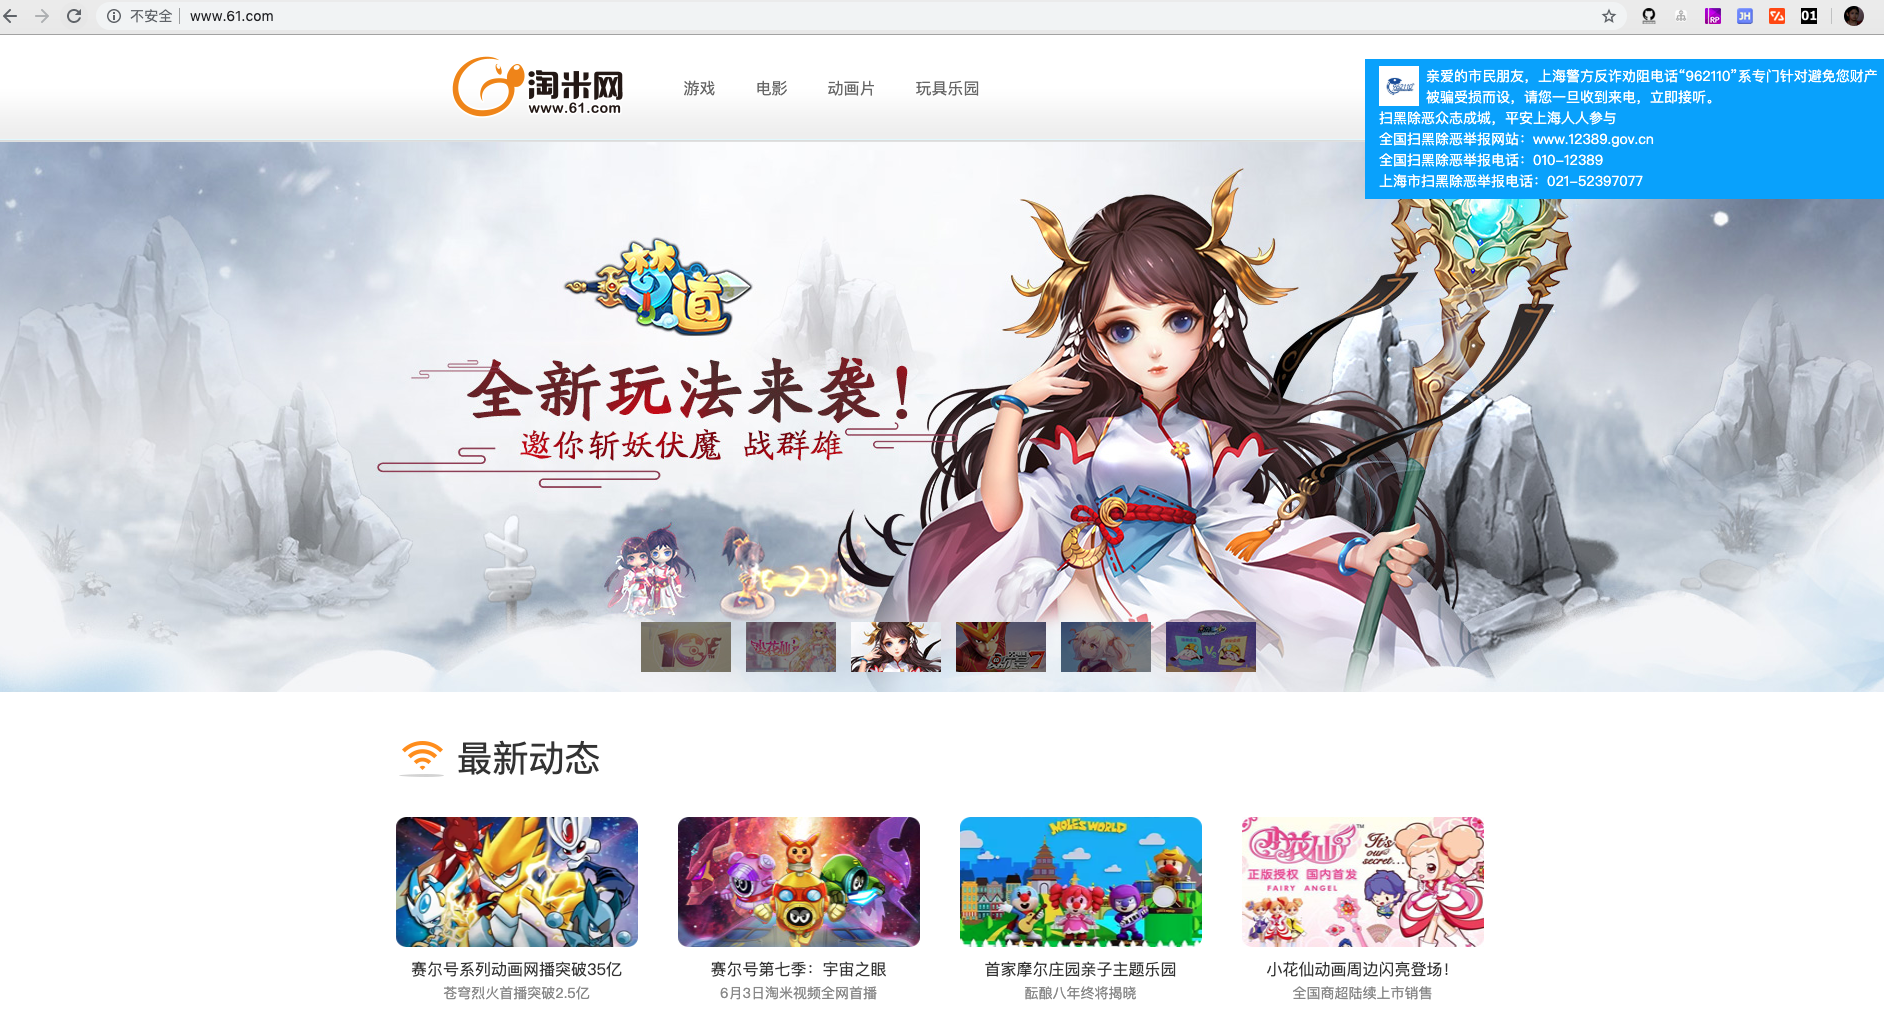 不安全 www.61.com
淘米网
www.61.com
游戏 电影 动画片 玩具乐园
亲爱的市民朋友，上海警方反诈劝阻电话“962110”系专门针对避免您财产
被骗受损而设，请您一旦收到来电，立即接听。
扫黑除恶众志成城，平安上海人人参与
全国扫黑除恶举报网站：www.12389.gov.cn
全国扫黑除恶举报电话：010-12389
上海市扫黑除恶举报电话：021-52397077
梦道
全新玩法来袭！
邀你斩妖伏魔 战群雄
最新动态
MOLE'S WORLD
小花仙
It's our secret...
正版授权 国内首发
FAIRY ANGEL
赛尔号系列动画网播突破35亿
苍穹烈火首播突破2.5亿
赛尔号第七季：宇宙之眼
6月3日淘米视频全网首播
首家摩尔庄园亲子主题乐园
酝酿八年终将揭晓
小花仙动画周边闪亮登场！
全国商超陆续上市销售